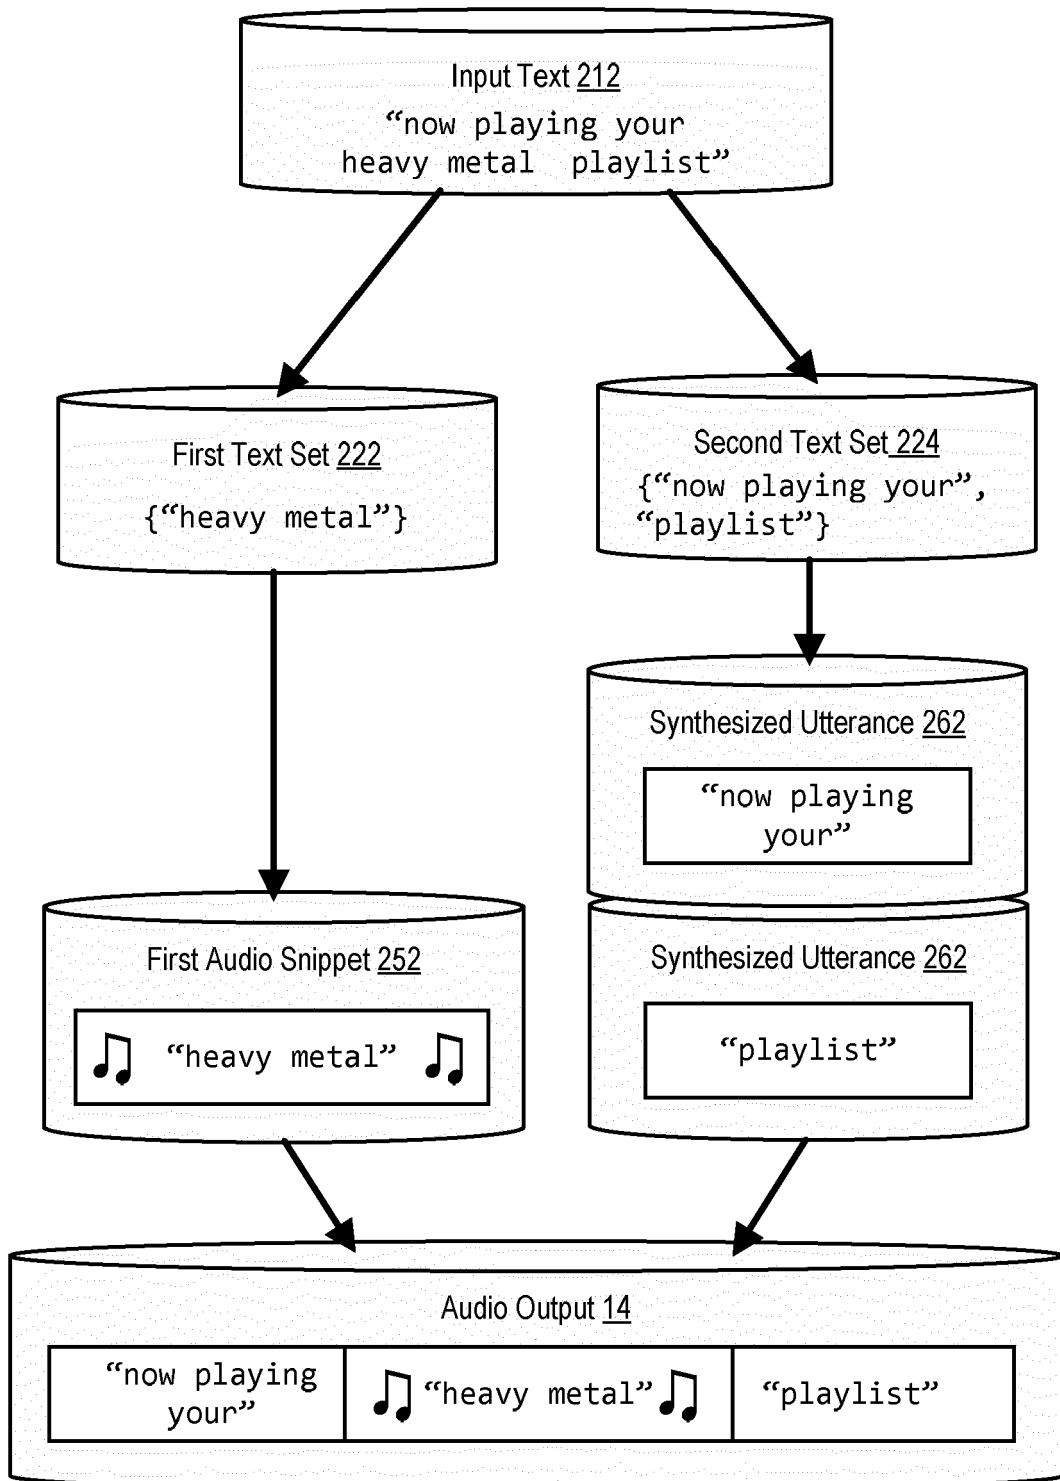 Input Text 212
“now playing your
heavy metal playlist”
First Text Set 222
{“heavy metal”}
Second Text Set 224
{“now playing your”,
“playlist”}
Synthesized Utterance 262
“now playing
your”
First Audio Snippet 252
“heavy metal”
Synthesized Utterance 262
“playlist”
Audio Output 14
“now playing
your”
“heavy metal”
“playlist”